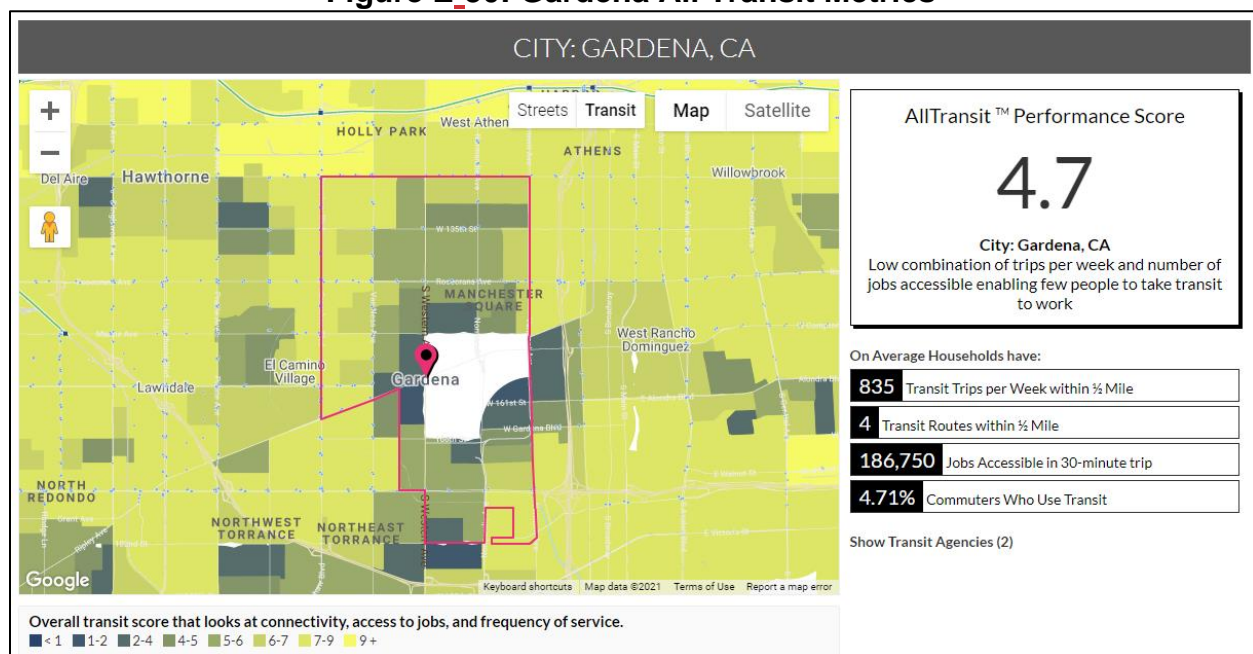 CITY: GARDENA, CA
Streets Transit Map Satellite
HOLLY PARK
West Athen
ATHENS
Del Aire
Hawthorne
Willowbrook
W 135th St
MANCHESTER
SQUARE
West Rancho
Dominguez
El Camino
Village
Gardena
Lawndale
W 161st St
W Gardena Blvd
NORTH
REDONDO
NORTHWEST
TORRANCE
NORTHEAST
TORRANCE
Google
Keyboard shortcuts Map data ©2021 Terms of Use Report a map error
Overall transit score that looks at connectivity, access to jobs, and frequency of service.
< 1 1-2 2-4 4-5 5-6 6-7 7-9 9 +
AllTransit ™ Performance Score
4.7
City: Gardena, CA
Low combination of trips per week and number of
jobs accessible enabling few people to take transit
to work
On Average Households have:
835 Transit Trips per Week within ½ Mile
4 Transit Routes within ½ Mile
186,750 Jobs Accessible in 30-minute trip
4.71% Commuters Who Use Transit
Show Transit Agencies (2)